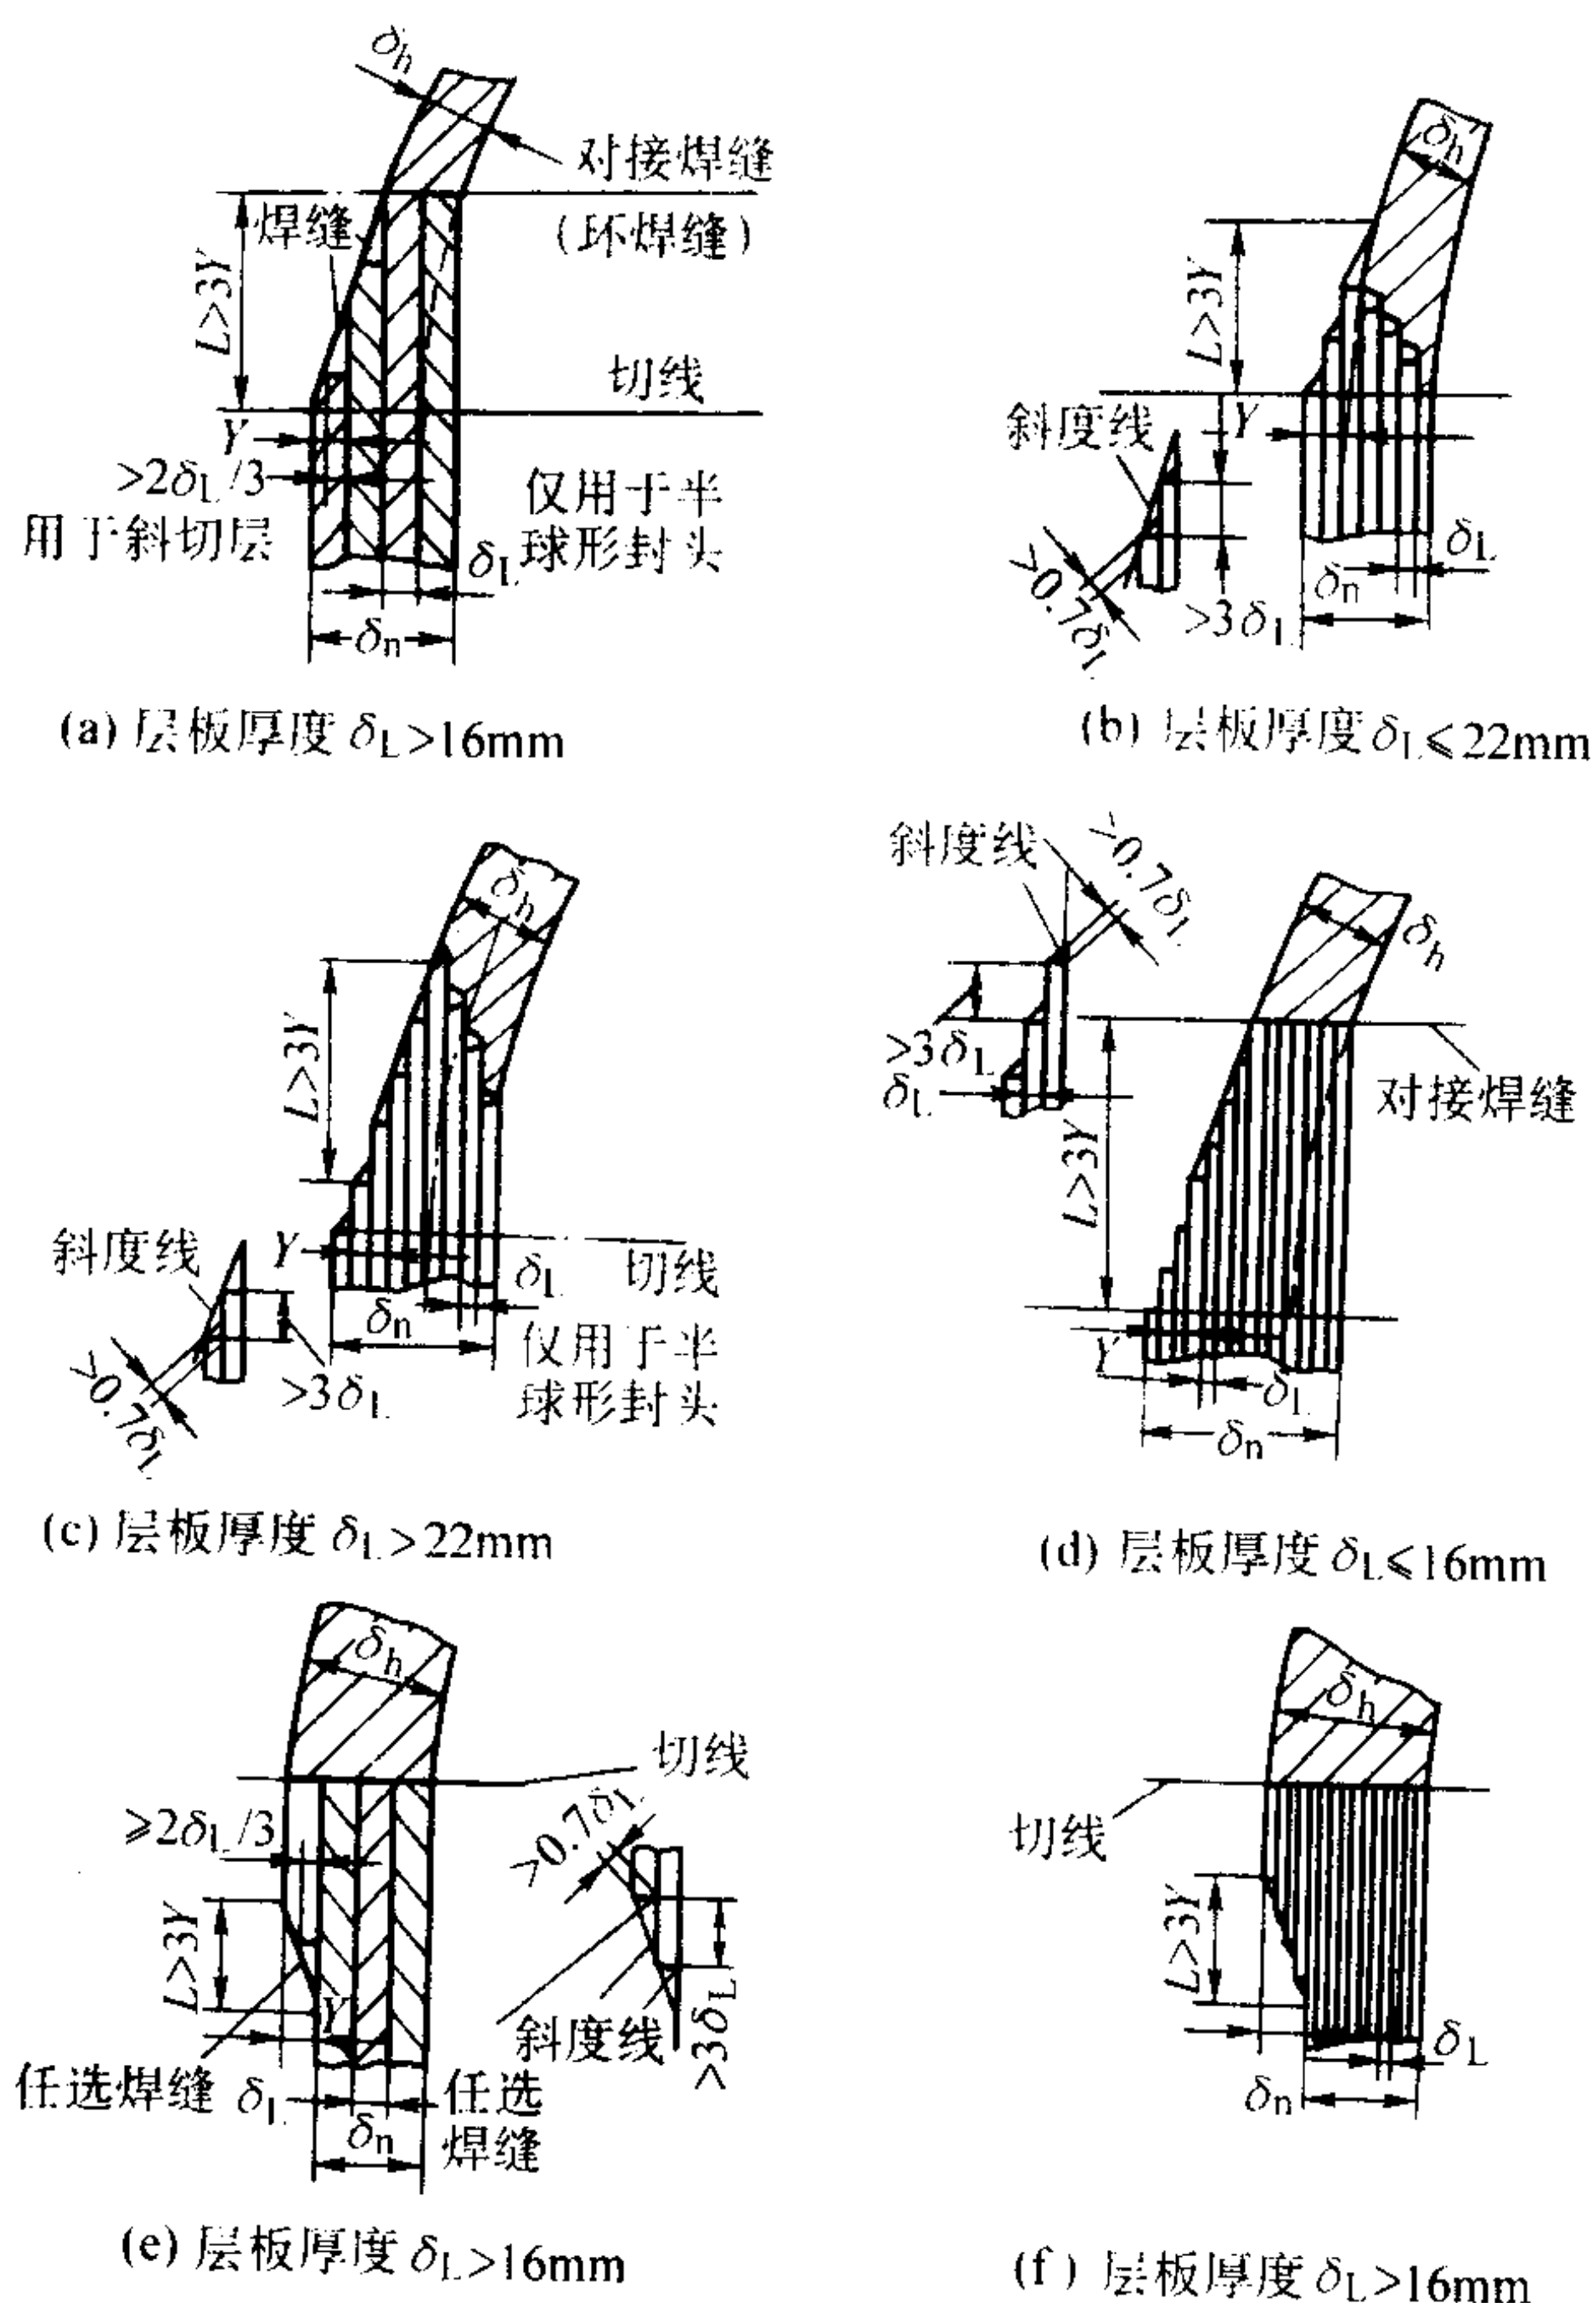 δh
对接焊缝
焊缝
(环焊缝)
L>3Y
切线
Y
>2δL/3
用于斜切层
仅用于半
球形封头
δL
δn
(a) 层板厚度 δL>16mm
δh
L>3Y
斜度线
Y
>0.7δL
>3δL
δn
δL
(b) 层板厚度 δL≤22mm
δh
L>3Y
斜度线
Y
δL
切线
δn
仅用于半
球形封头
>3δL
>0.7δL
(c) 层板厚度 δL>22mm
斜度线
>0.7δL
δh
>3δL
δL
对接焊缝
L>3Y
Y
δL
δn
(d) 层板厚度 δL≤16mm
δh
切线
≥2δL/3
>0.7δL
L>3Y
Y
斜度线
>3δL
任选焊缝
δL
任选
焊缝
δn
(e) 层板厚度 δL>16mm
δh
切线
L>3Y
δL
δn
(f) 层板厚度 δL>16mm